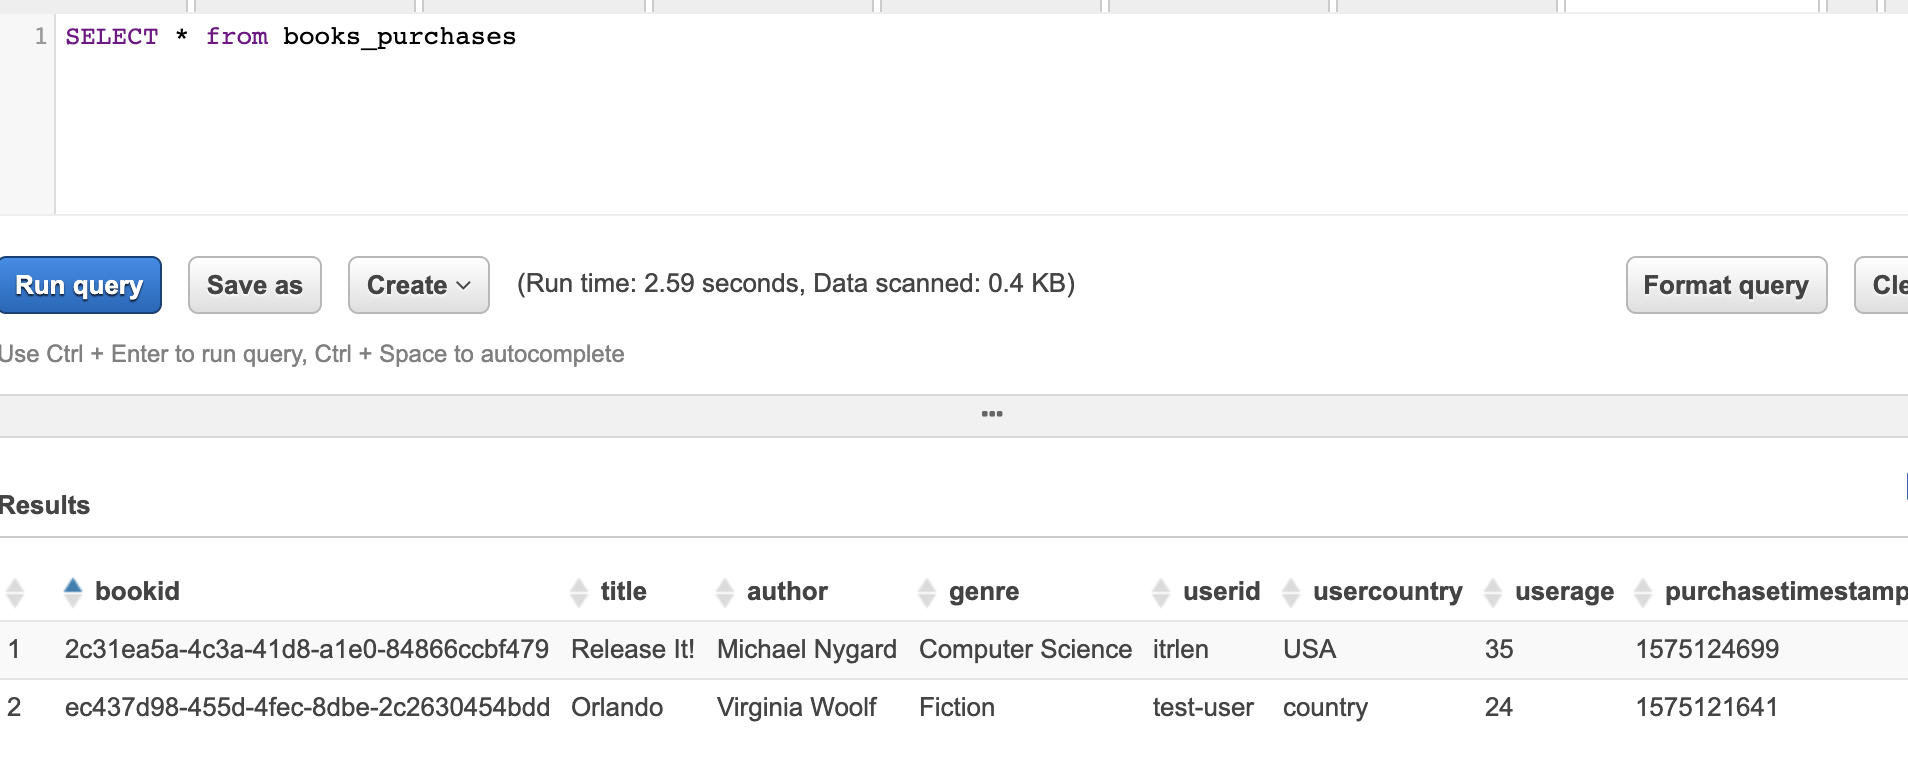 1 SELECT * from books_purchases
Run query Save as Create (Run time: 2.59 seconds, Data scanned: 0.4 KB) Format query Cle
Use Ctrl + Enter to run query, Ctrl + Space to autocomplete
Results
bookid title author genre userid usercountry userage purchasetimestamp
1 2c31ea5a-4c3a-41d8-a1e0-84866ccbf479 Release It! Michael Nygard Computer Science itrlen USA 35 1575124699
2 ec437d98-455d-4fec-8dbe-2c2630454bdd Orlando Virginia Woolf Fiction test-user country 24 1575121641